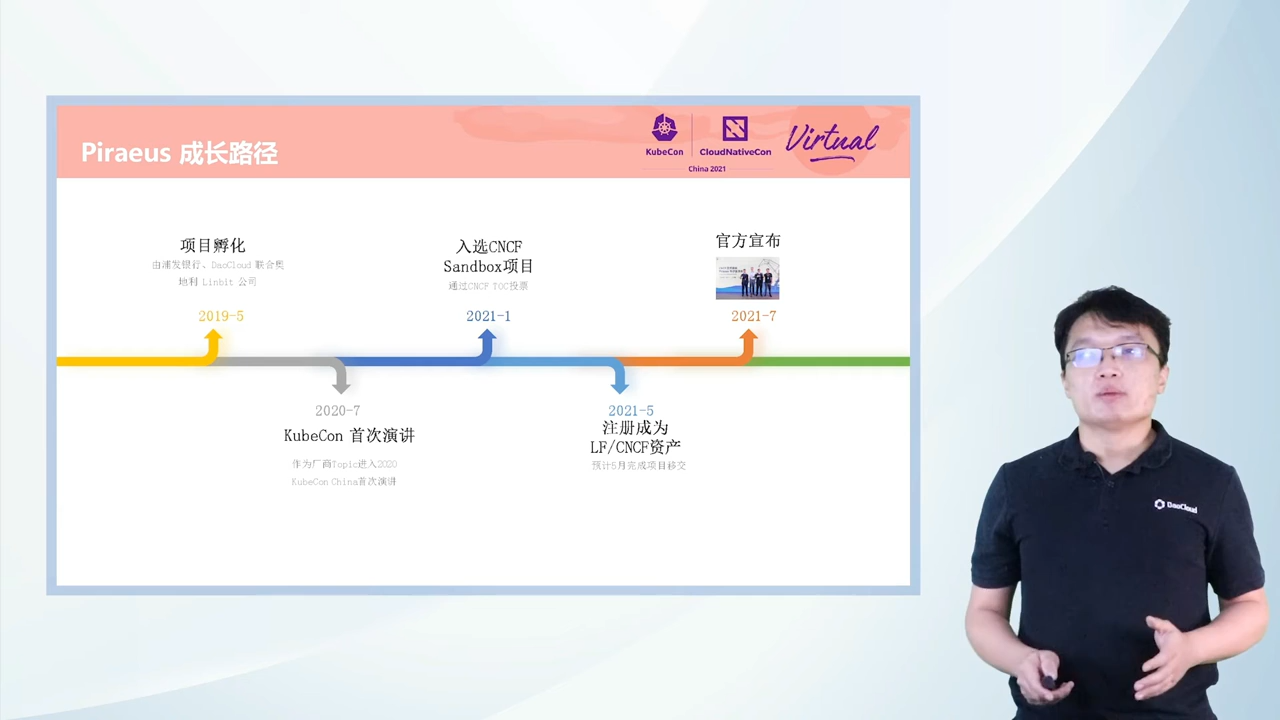 Piraeus 成长路径
KubeCon
CloudNativeCon
China 2021
Virtual
项目孵化
由浦发银行、DaoCloud 联合奥
地利 Linbit 公司
2019-5
入选CNCF
Sandbox项目
通过CNCF TOC投票
2021-1
官方宣布
2021-7
2020-7
KubeCon 首次演讲
作为厂商Topic进入2020
KubeCon China首次演讲
2021-5
注册成为
LF/CNCF资产
预计5月完成项目移交
DaoCloud